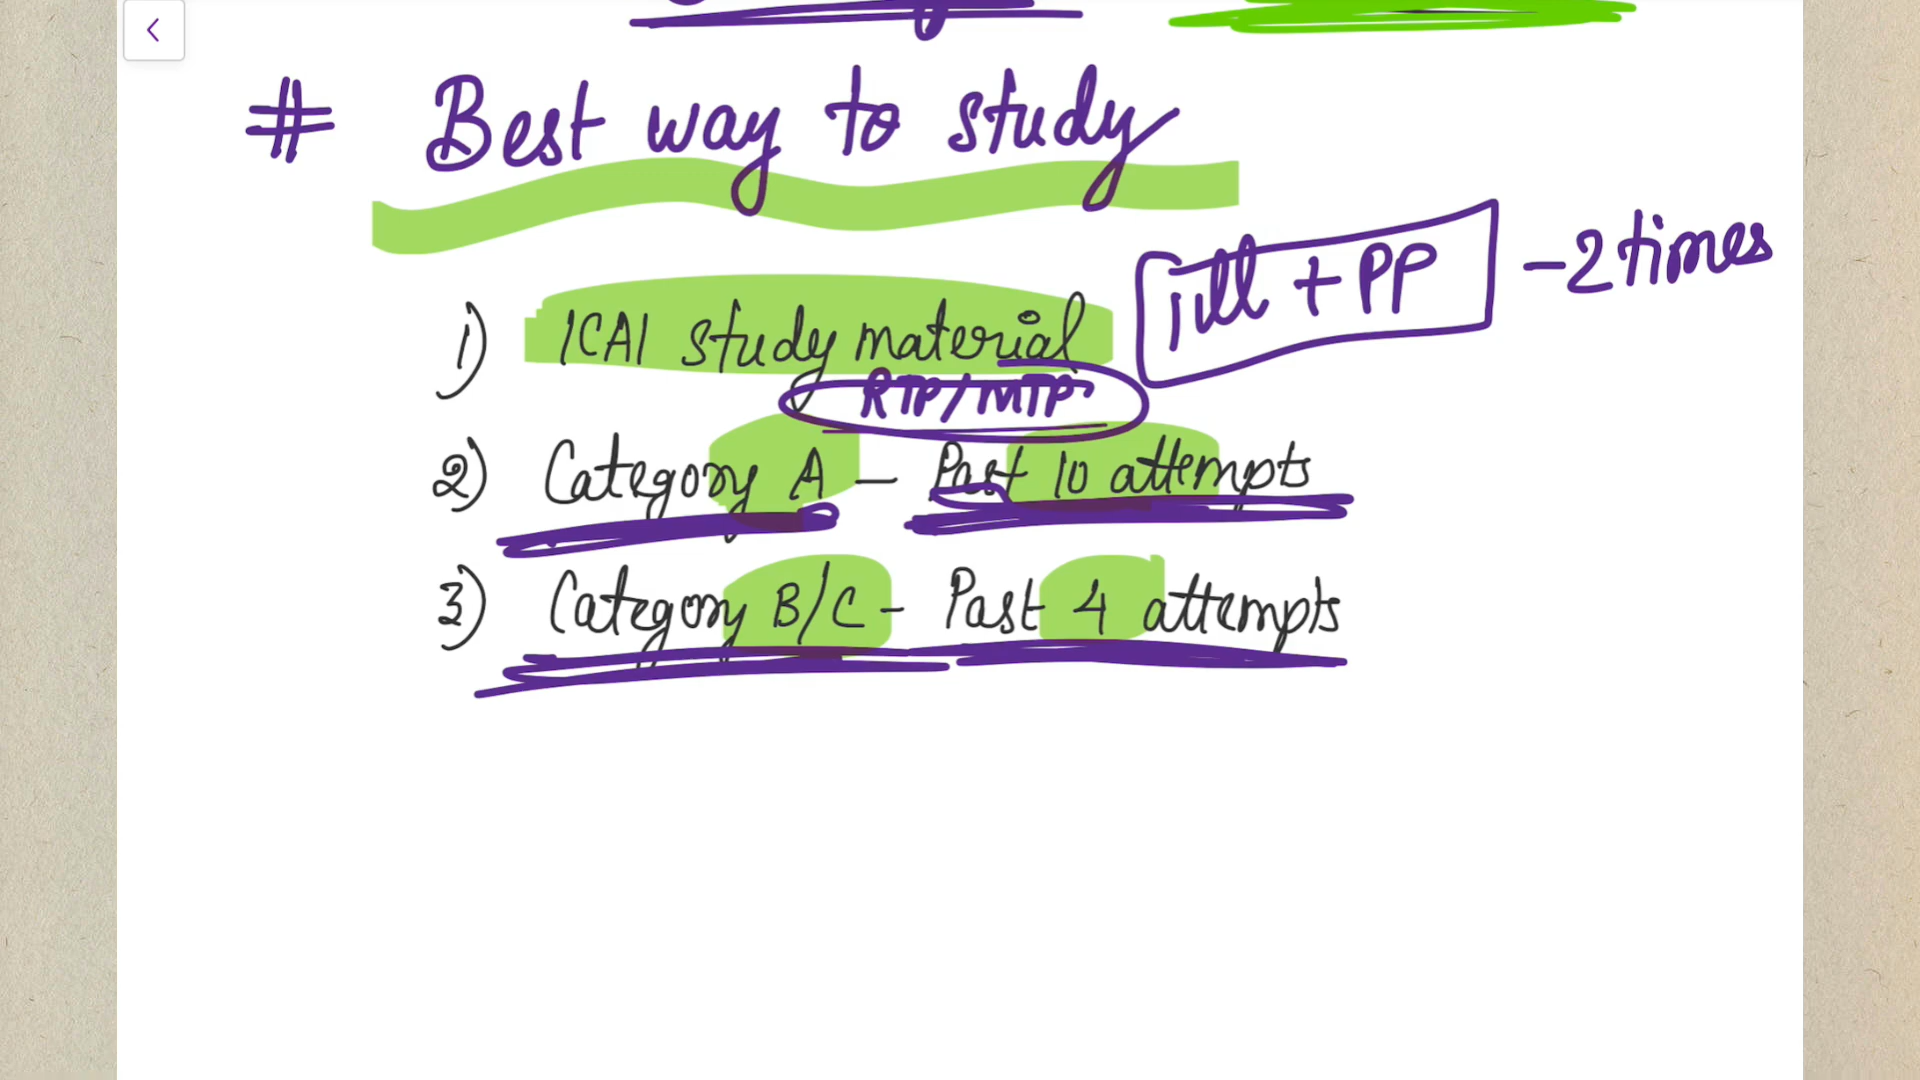 # Best way to study
1) ICAI study material ill + PP - 2 times
RTP/MTP
2) Category A - Past 10 attempts
3) Category B/C - Past 4 attempts